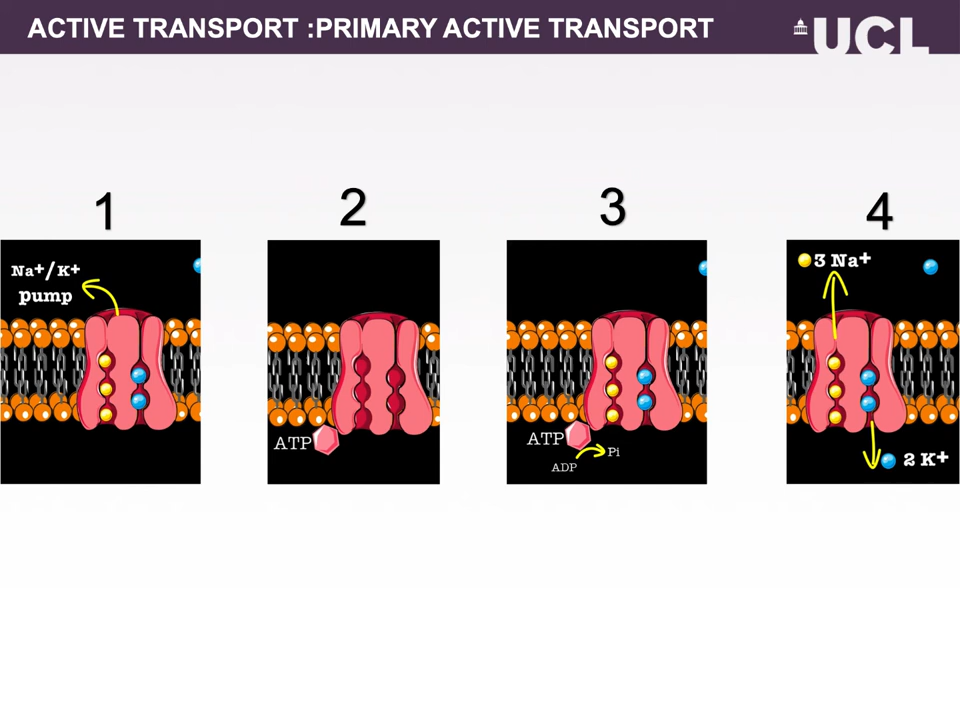 ACTIVE TRANSPORT :PRIMARY ACTIVE TRANSPORT
UCL
1
2
3
4
Na+/K+
pump
ATP
ATP
Pi
ADP
3 Na+
2 K+